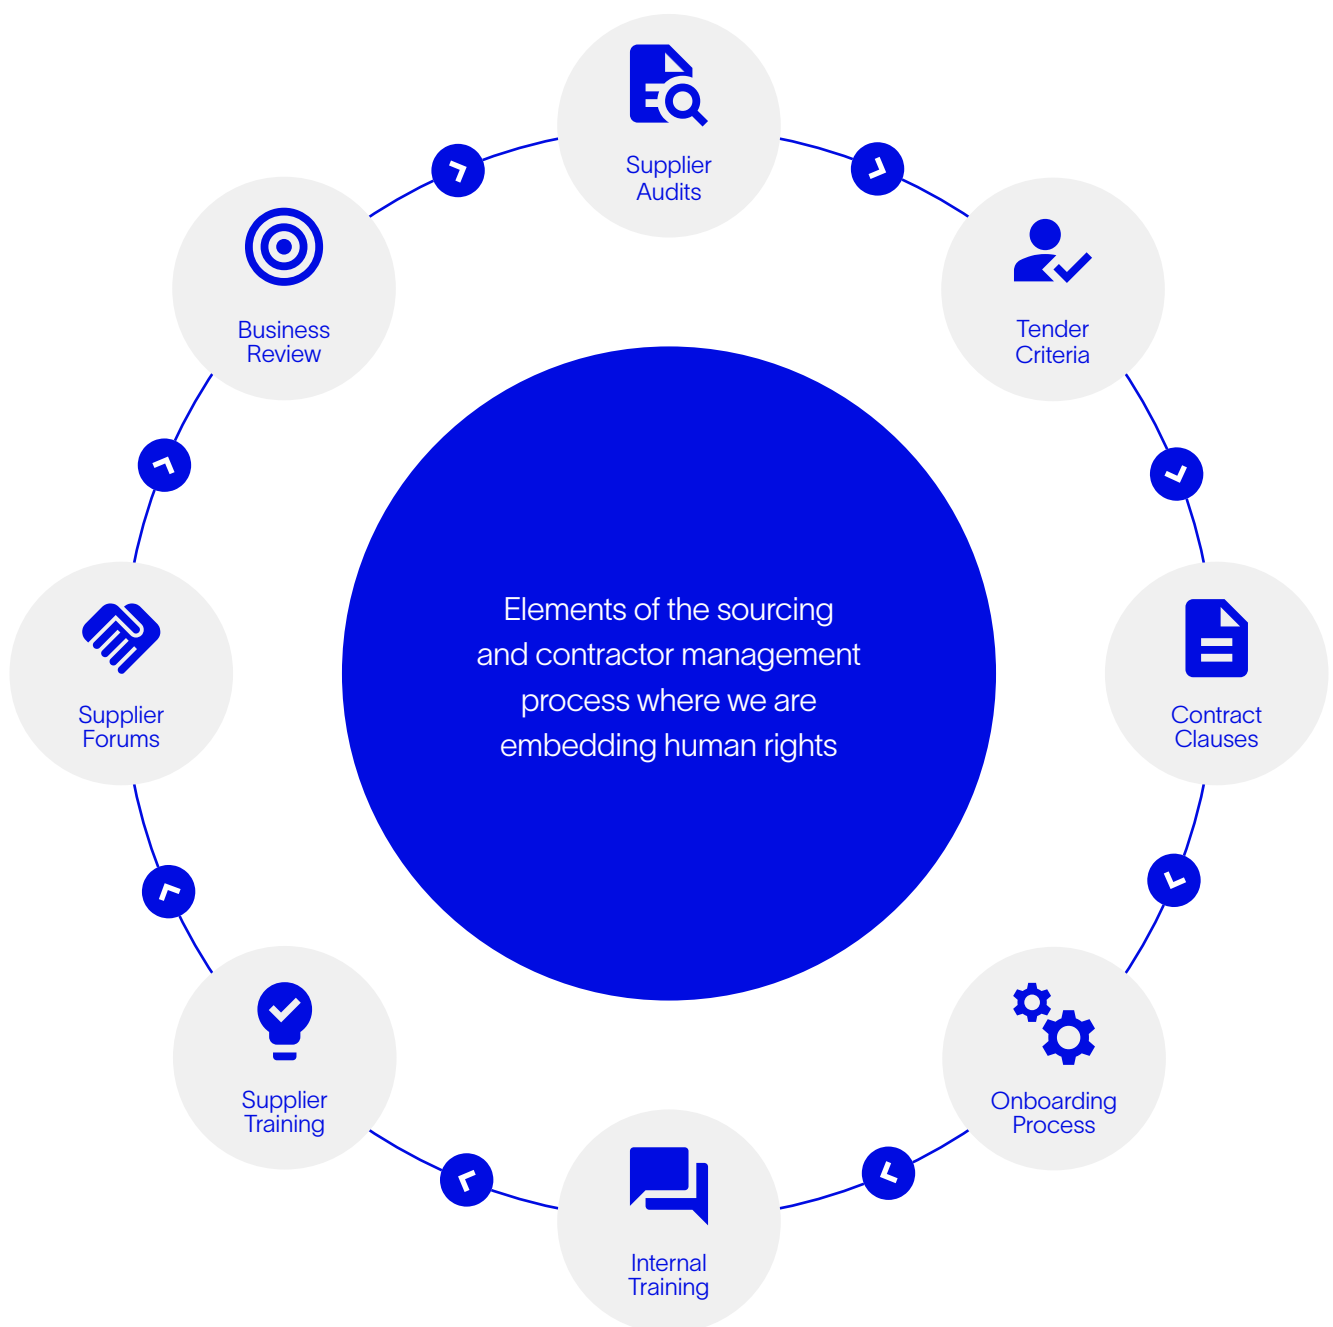 Supplier
Audits
Tender
Criteria
Contract
Clauses
Onboarding
Process
Internal
Training
Supplier
Training
Supplier
Forums
Business
Review
Elements of the sourcing
and contractor management
process where we are
embedding human rights